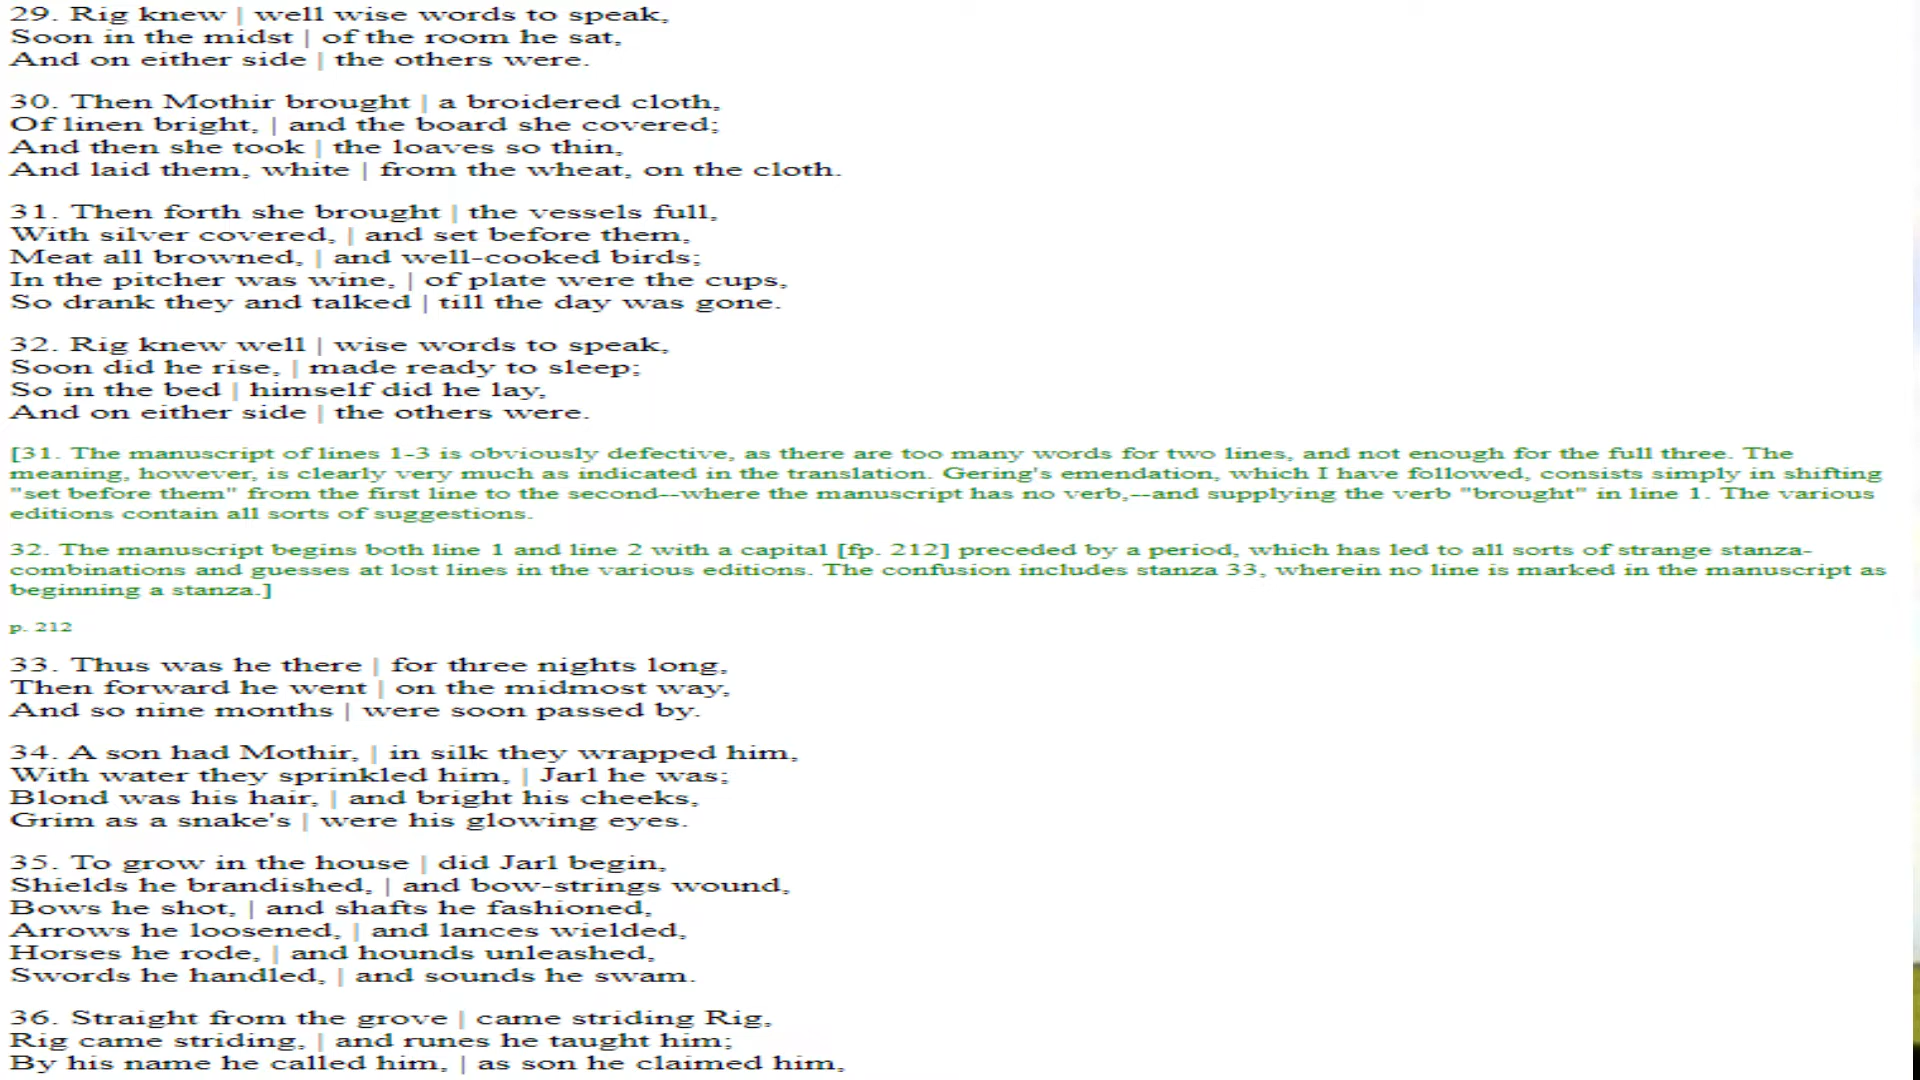 29. Rig knew | well wise words to speak,
Soon in the midst | of the room he sat,
And on either side | the others were.
30. Then Mothir brought | a broidered cloth,
Of linen bright, | and the board she covered;
And then she took | the loaves so thin,
And laid them, white | from the wheat, on the cloth.
31. Then forth she brought | the vessels full,
With silver covered, | and set before them,
Meat all browned, | and well-cooked birds;
In the pitcher was wine, | of plate were the cups,
So drank they and talked | till the day was gone.
32. Rig knew well | wise words to speak,
Soon did he rise, | made ready to sleep;
So in the bed | himself did he lay,
And on either side | the others were.
[31. The manuscript of lines 1-3 is obviously defective, as there are too many words for two lines, and not enough for the full three. The
meaning, however, is clearly very much as indicated in the translation. Gering's emendation, which I have followed, consists simply in shifting
"set before them" from the first line to the second--where the manuscript has no verb,--and supplying the verb "brought" in line 1. The various
editions contain all sorts of suggestions.
32. The manuscript begins both line 1 and line 2 with a capital [fp. 212] preceded by a period, which has led to all sorts of strange stanza-
combinations and guesses at lost lines in the various editions. The confusion includes stanza 33, wherein no line is marked in the manuscript as
beginning a stanza.]
p. 212
33. Thus was he there | for three nights long,
Then forward he went | on the midmost way,
And so nine months | were soon passed by.
34. A son had Mothir, | in silk they wrapped him,
With water they sprinkled him, | Jarl he was;
Blond was his hair, | and bright his cheeks,
Grim as a snake's | were his glowing eyes.
35. To grow in the house | did Jarl begin,
Shields he brandished, | and bow-strings wound,
Bows he shot, | and shafts he fashioned,
Arrows he loosened, | and lances wielded,
Horses he rode, | and hounds unleashed,
Swords he handled, | and sounds he swam.
36. Straight from the grove | came striding Rig,
Rig came striding, | and runes he taught him;
By his name he called him, | as son he claimed him,